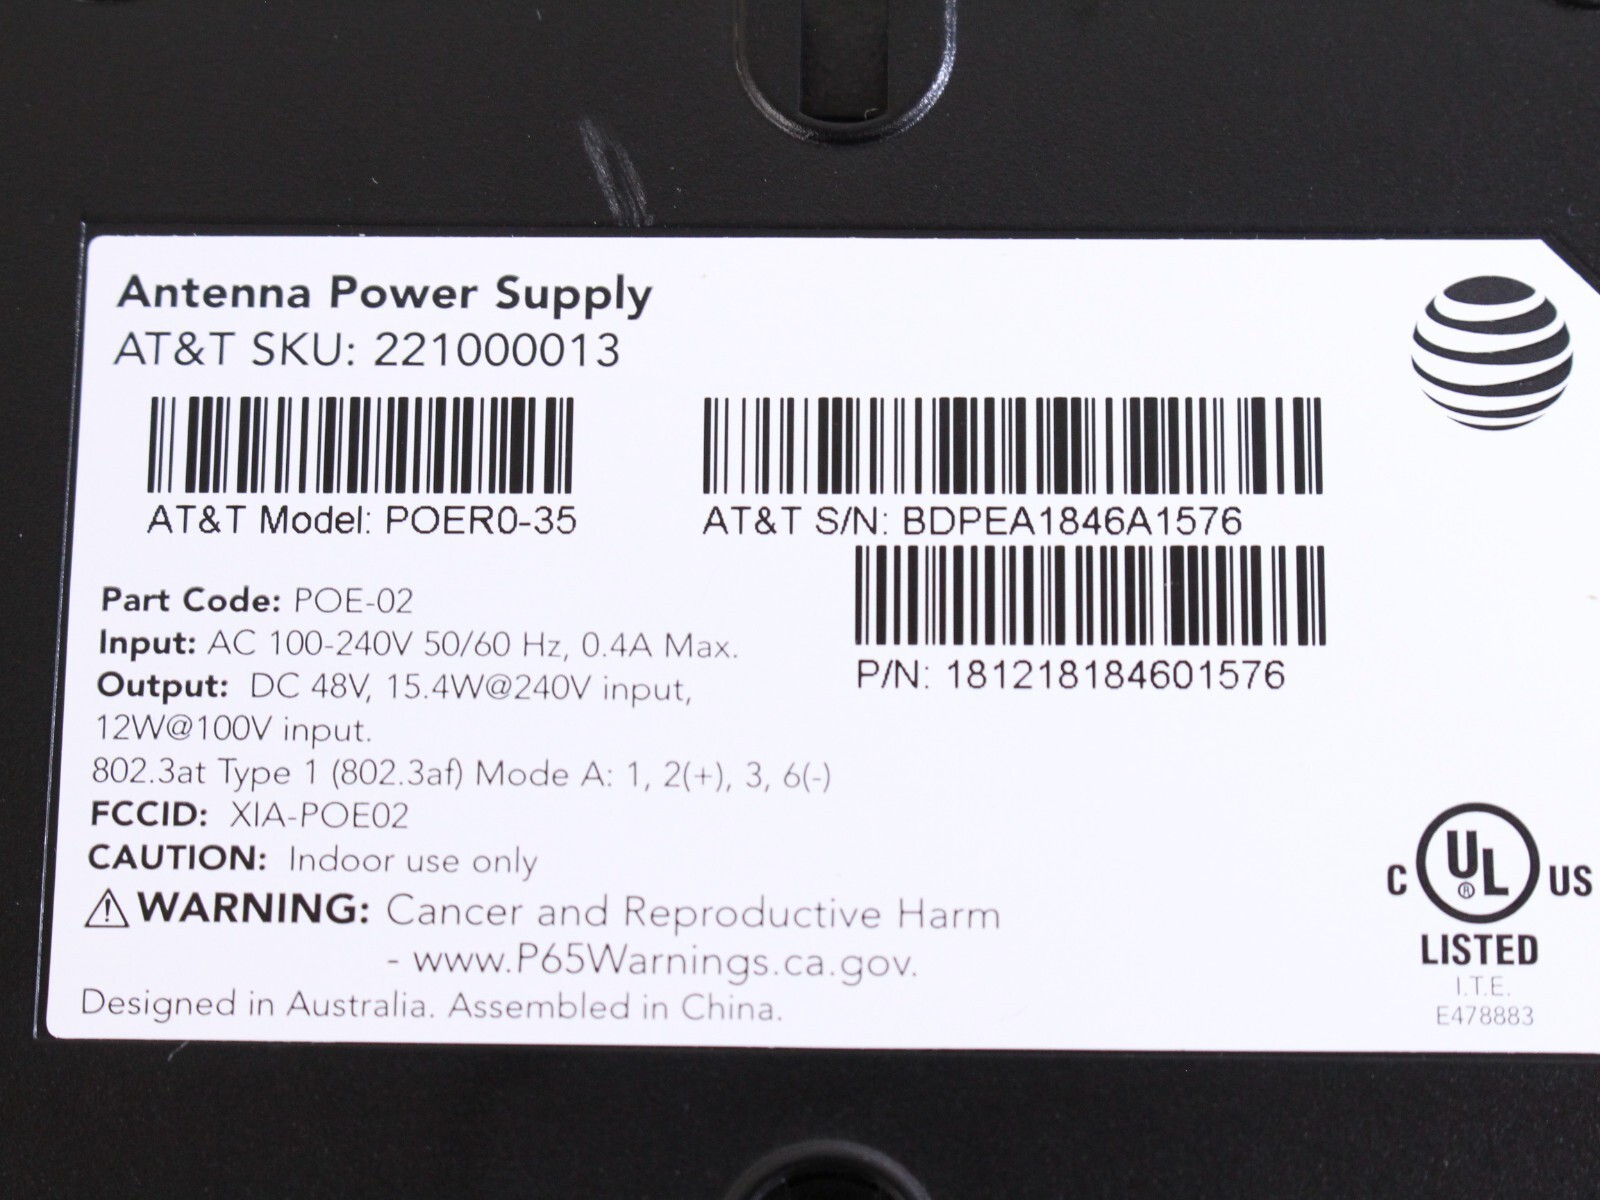 Antenna Power Supply
AT&T SKU: 221000013
AT&T Model: POER0-35
AT&T S/N: BDPEA1846A1576
P/N: 181218184601576
Part Code: POE-02
Input: AC 100-240V 50/60 Hz, 0.4A Max.
Output: DC 48V, 15.4W@240V input,
12W@100V input.
802.3at Type 1 (802.3af) Mode A: 1, 2(+), 3, 6(-)
FCCID: XIA-POE02
CAUTION: Indoor use only
⚠WARNING: Cancer and Reproductive Harm
- www.P65Warnings.ca.gov.
Designed in Australia. Assembled in China.
C UL ® US
LISTED
I.T.E.
E478883